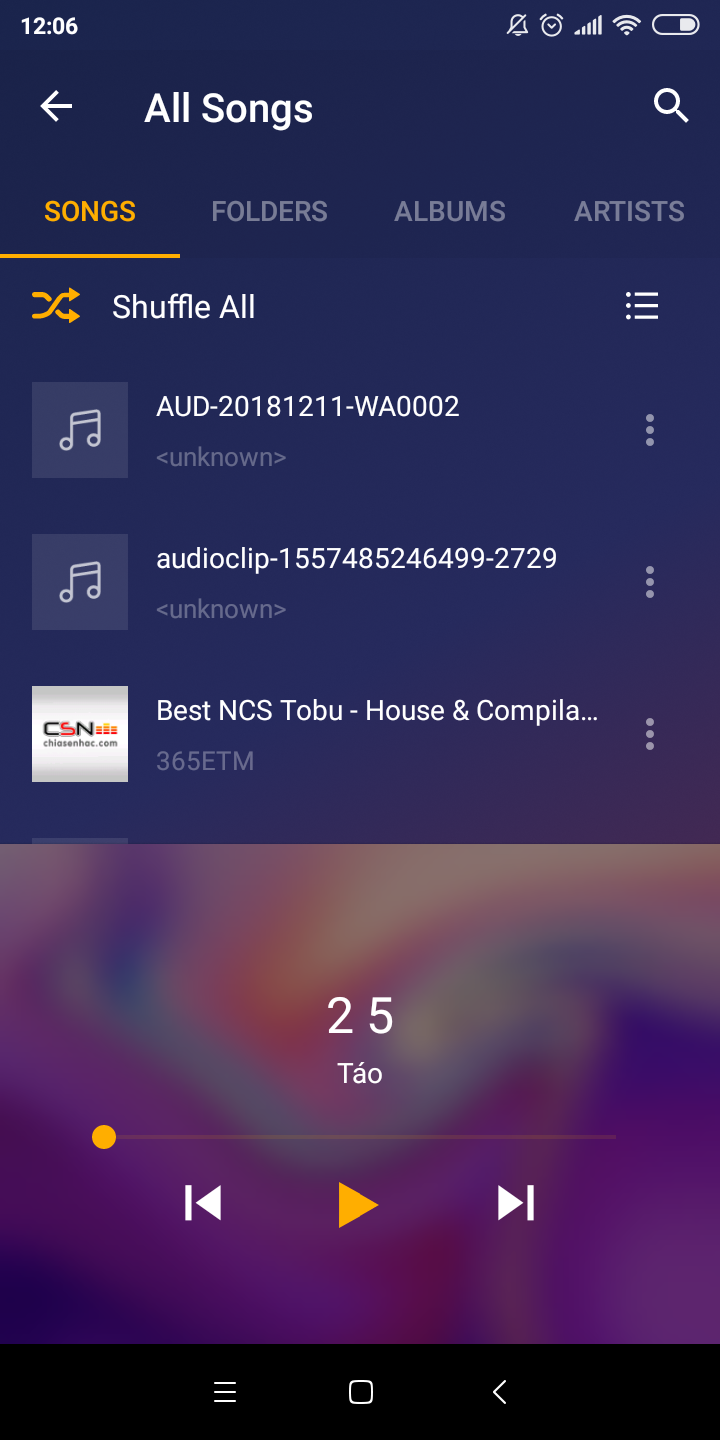 12:06
All Songs
SONGS FOLDERS ALBUMS ARTISTS
Shuffle All
AUD-20181211-WA0002
<unknown>
audioclip-1557485246499-2729
<unknown>
CSN
chiasenhac.com
Best NCS Tobu - House & Compila...
365ETM
2 5
Táo